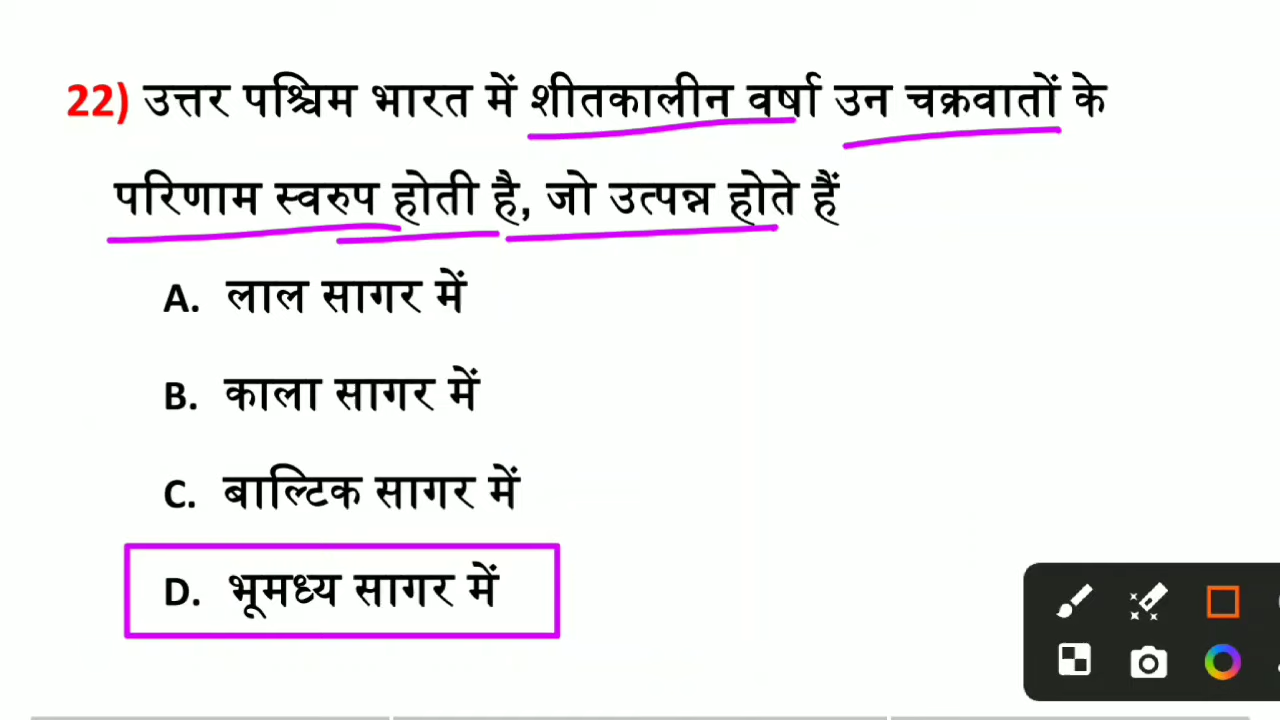 22) उत्तर पश्चिम भारत में शीतकालीन वर्षा उन चक्रवातों के
परिणाम स्वरुप होती है, जो उत्पन्न होते हैं
A. लाल सागर में
B. काला सागर में
C. बाल्टिक सागर में
D. भूमध्य सागर में